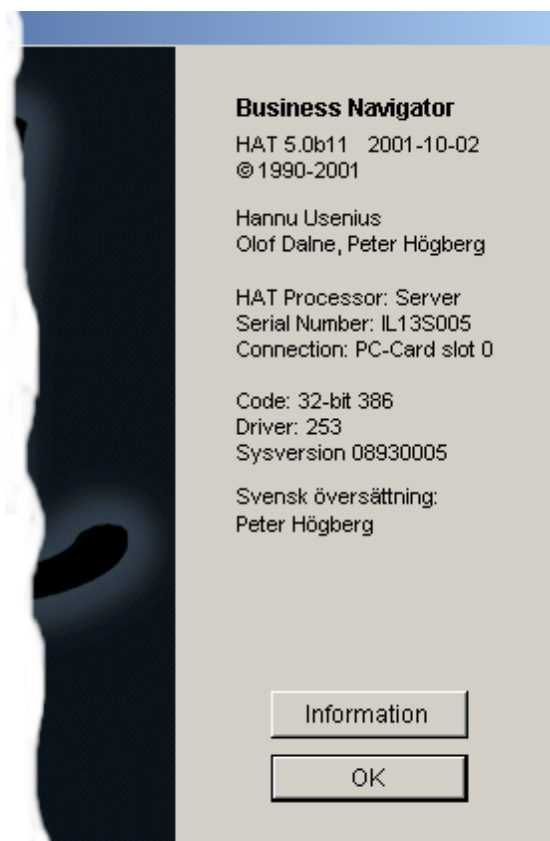 Business Navigator
HAT 5.0b11 2001-10-02
© 1990-2001
Hannu Usenius
Olof Dalne, Peter Högberg
HAT Processor: Server
Serial Number: IL13S005
Connection: PC-Card slot 0
Code: 32-bit 386
Driver: 253
Sysversion 08930005
Svensk översättning:
Peter Högberg
Information
OK